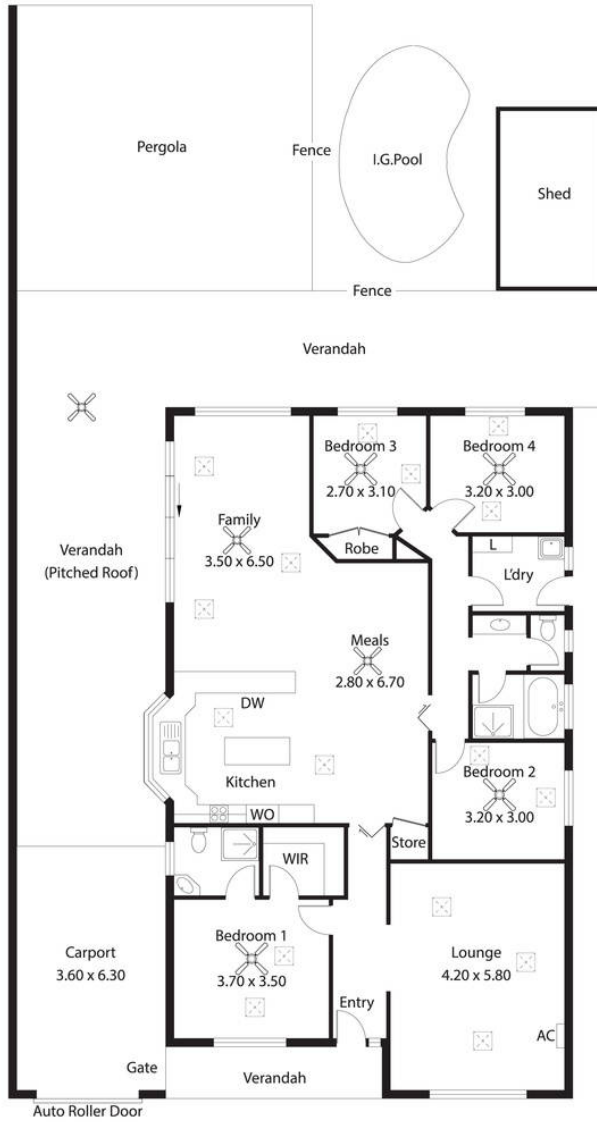 Pergola
Fence
I.G.Pool
Shed
Fence
Verandah
Bedroom 3
2.70 x 3.10
Bedroom 4
3.20 x 3.00
Family
3.50 x 6.50
Robe
L
L'dry
Verandah
(Pitched Roof)
Meals
2.80 x 6.70
DW
Kitchen
WO
Bedroom 2
3.20 x 3.00
Store
WIR
Bedroom 1
3.70 x 3.50
Carport
3.60 x 6.30
Lounge
4.20 x 5.80
Entry
AC
Gate
Verandah
Auto Roller Door